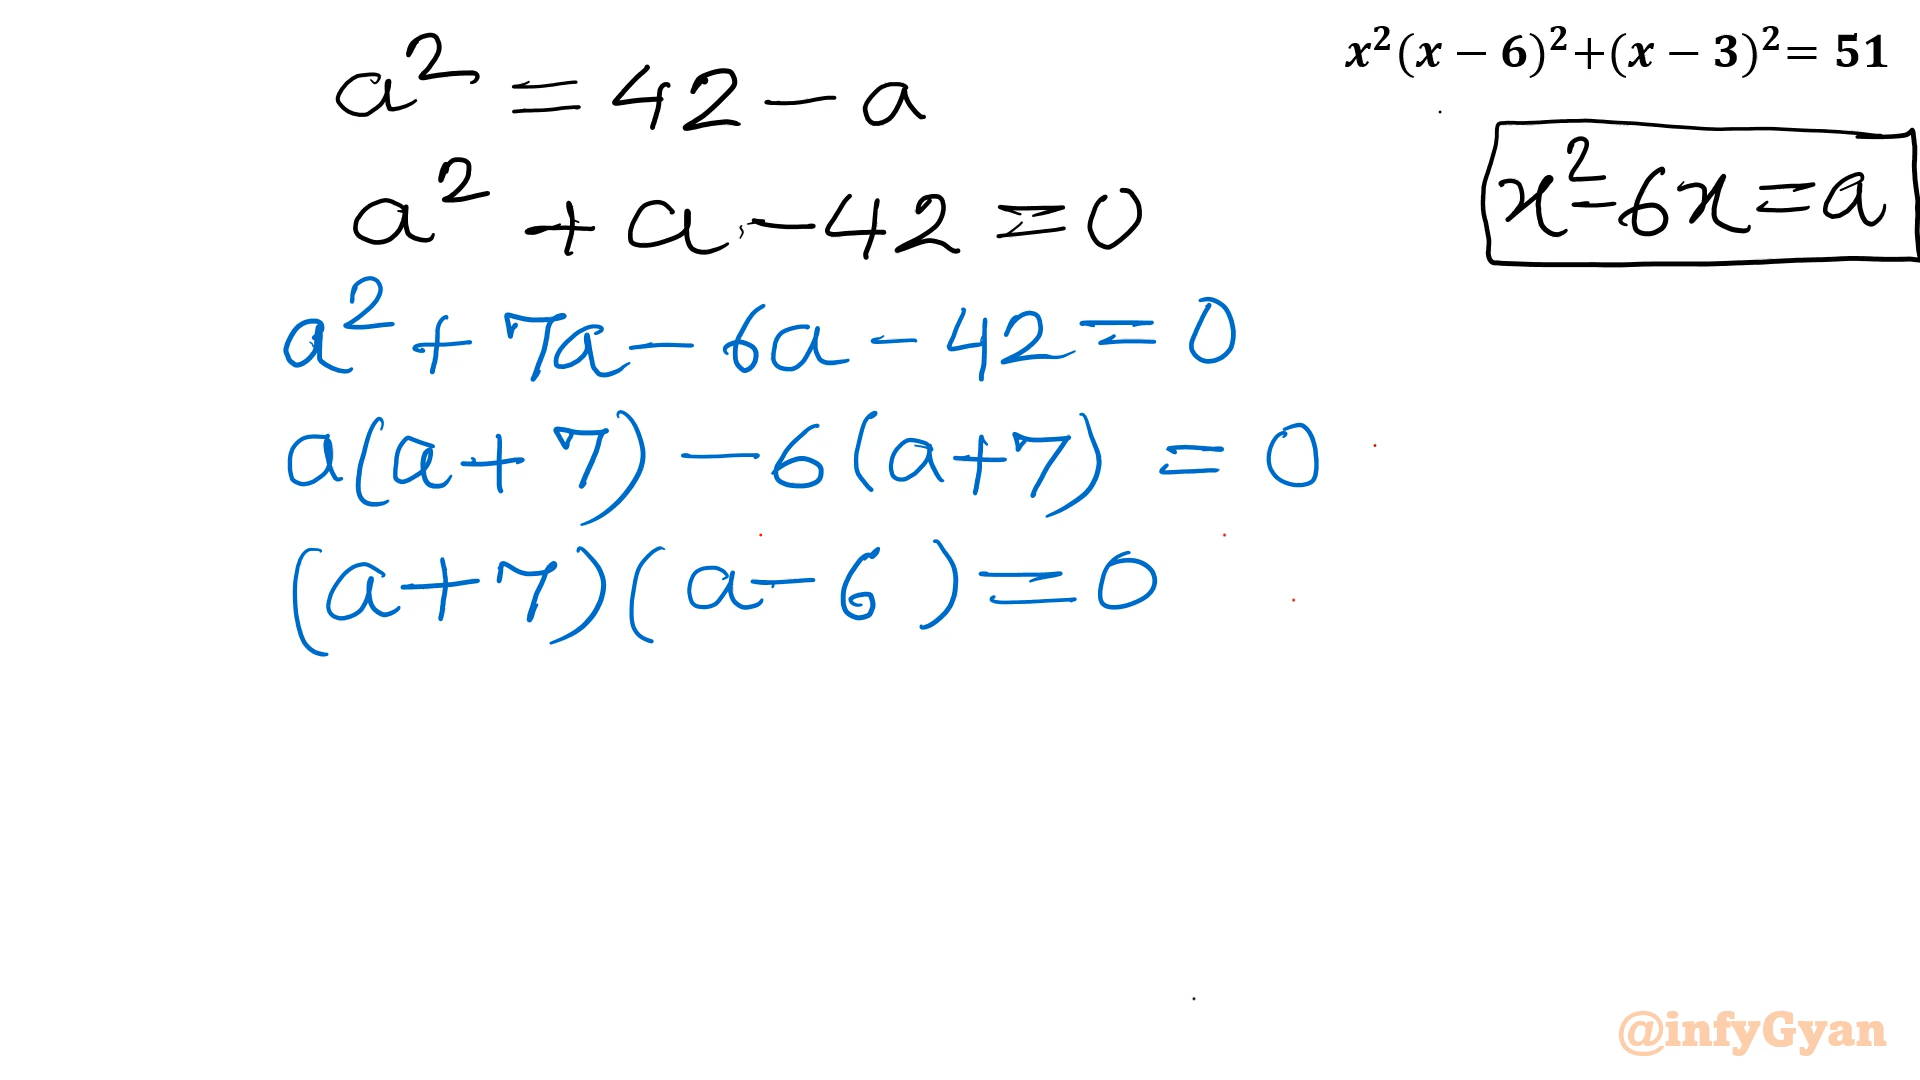 x²(x − 6)²+(x − 3)²= 51
a² = 42 − a
x² − 6x = a
a² + a − 42 = 0
a² + 7a − 6a − 42 = 0
a(a + 7) − 6(a + 7) = 0
(a + 7)(a − 6) = 0
@infyGyan